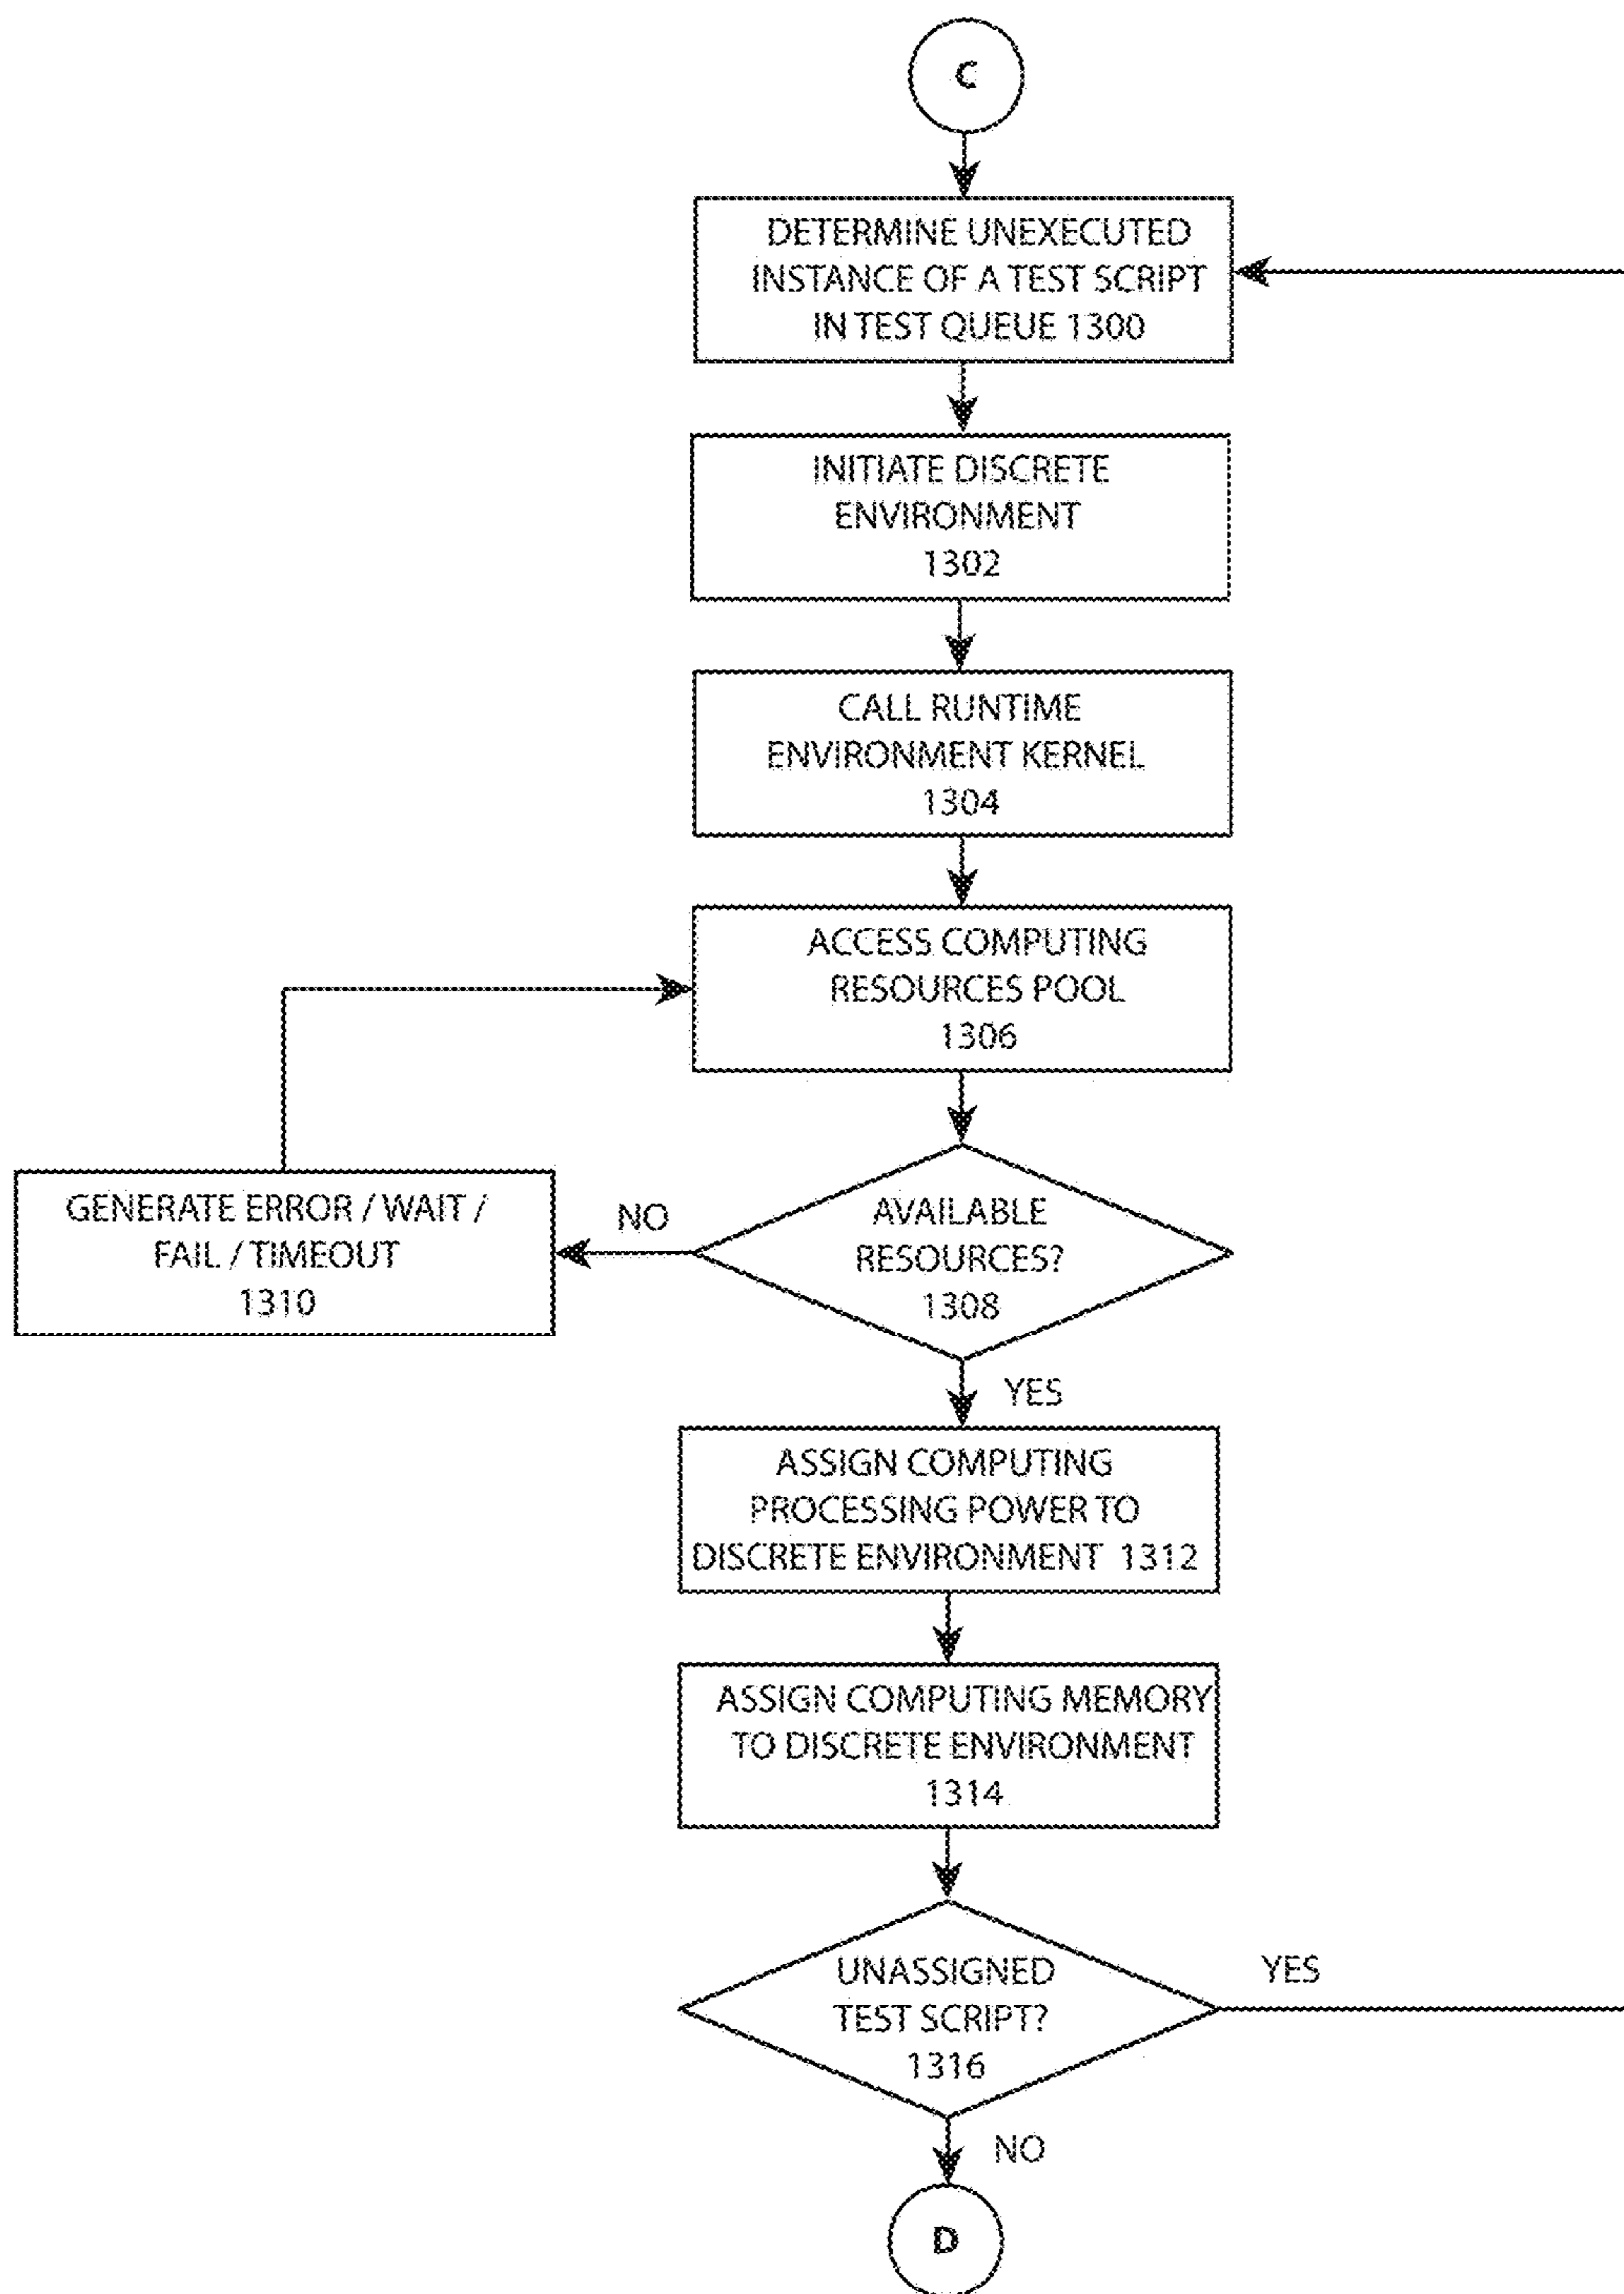 C
DETERMINE UNEXECUTED
INSTANCE OF A TEST SCRIPT
IN TEST QUEUE 1300
INITIATE DISCRETE
ENVIRONMENT
1302
CALL RUNTIME
ENVIRONMENT KERNEL
1304
ACCESS COMPUTING
RESOURCES POOL
1306
AVAILABLE
RESOURCES?
1308
NO
GENERATE ERROR / WAIT /
FAIL / TIMEOUT
1310
YES
ASSIGN COMPUTING
PROCESSING POWER TO
DISCRETE ENVIRONMENT 1312
ASSIGN COMPUTING MEMORY
TO DISCRETE ENVIRONMENT
1314
UNASSIGNED
TEST SCRIPT?
1316
YES
NO
D